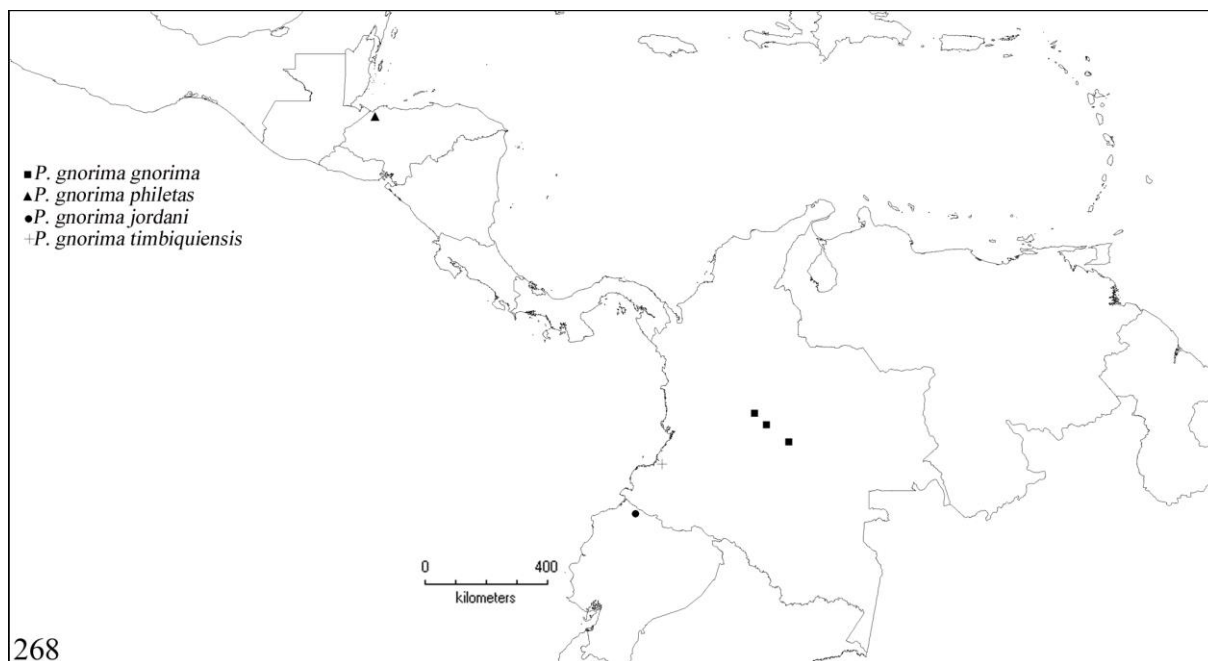 ■ P. gnorima gnorima
▲ P. gnorima philetas
● P. gnorima jordani
+ P. gnorima timbiquiensis
0 400
kilometers
268